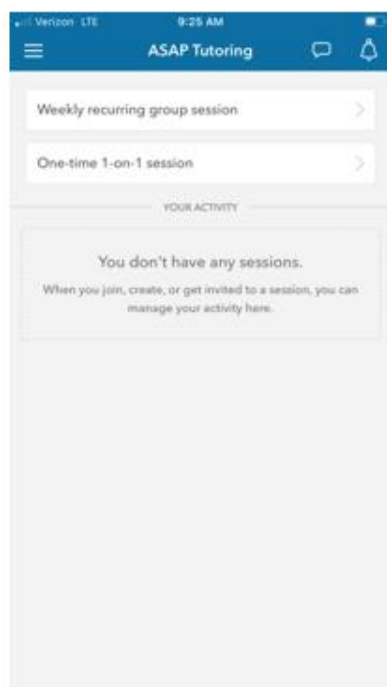 Verizon LTE 9:25 AM
ASAP Tutoring
Weekly recurring group session
One-time 1-on-1 session
YOUR ACTIVITY
You don't have any sessions.
When you join, create, or get invited to a session, you can
manage your activity here.